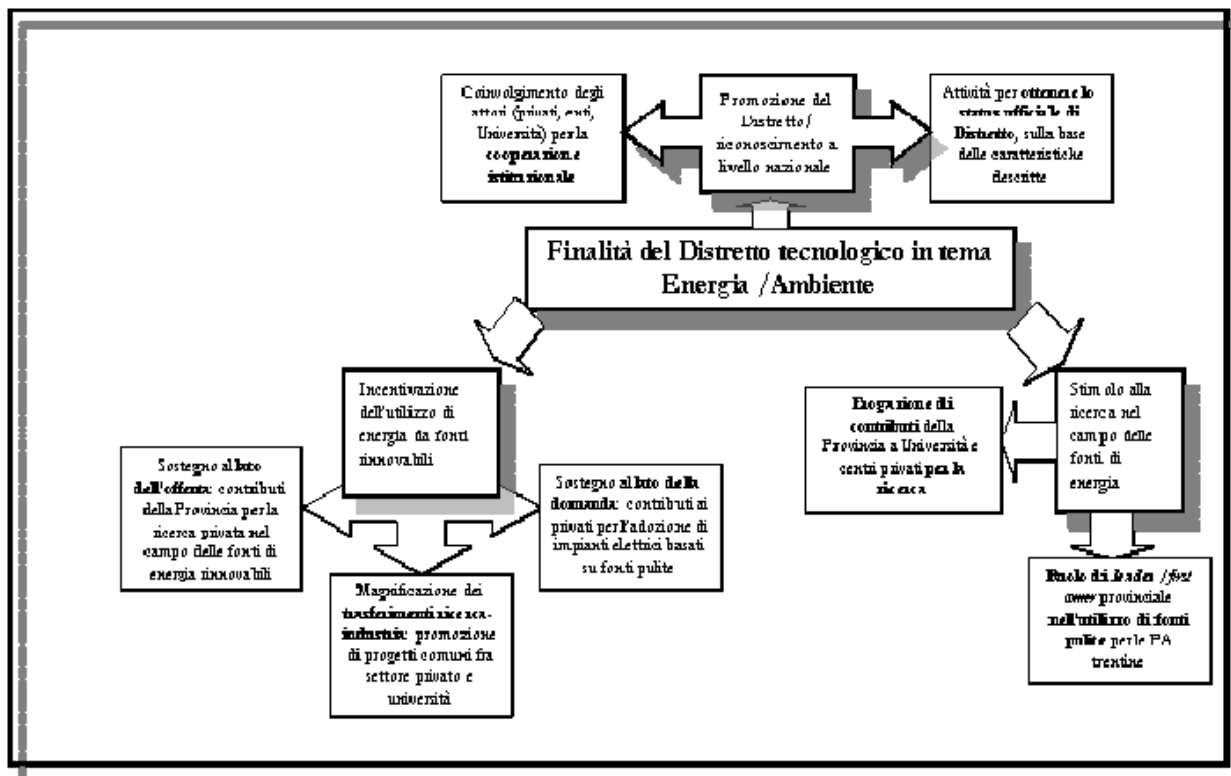 Coinvolgimento degli
attori (privati, enti,
Università) per la
cooperazione
istituzionale
Promozione del
Distretto/
riconoscimento a
livello nazionale
Attività per ottenere lo
status ufficiale di
Distretto, sulla base
delle caratteristiche
descritte
Finalità del Distretto tecnologico in tema
Energia /Ambiente
Incentivazione
dell'utilizzo di
energia da fonti
rinnovabili
Sostegno al lato
dell'offerta: contributi
della Provincia per la
ricerca privata nel
campo delle fonti di
energia rinnovabili
Magnificazione dei
trasferimenti ricerca-
industria: promozione
di progetti comuni fra
settore privato e
università
Sostegno al lato della
domanda: contributi ai
privati per l'adozione di
impianti elettrici basati
su fonti pulite
Erogazione di
contributi della
Provincia a Università e
centri privati per la
ricerca
Stimolo alla
ricerca nel
campo delle
fonti di
energia
Ruolo di leader /first
provinciale
nell'utilizzo di fonti
pulite per le PA
trentine